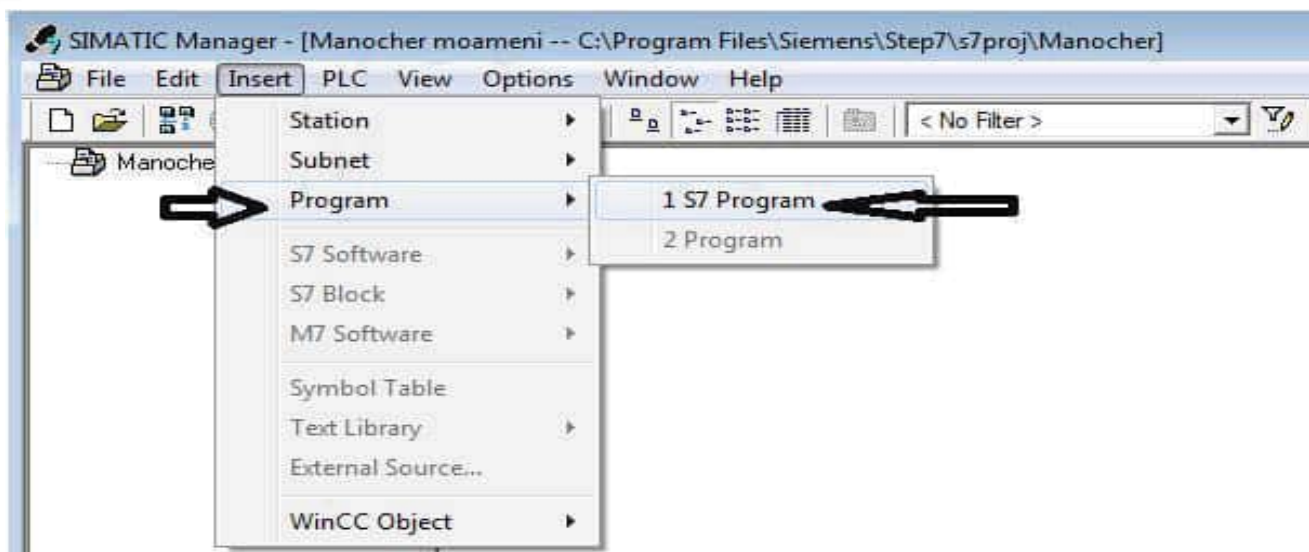 SIMATIC Manager - [Manocher moameni -- C:\Program Files\Siemens\Step7\s7proj\Manocher]
File Edit Insert PLC View Options Window Help
< No Filter >
Manoche
Station
Subnet
Program
S7 Software
S7 Block
M7 Software
Symbol Table
Text Library
External Source...
WinCC Object
1 S7 Program
2 Program